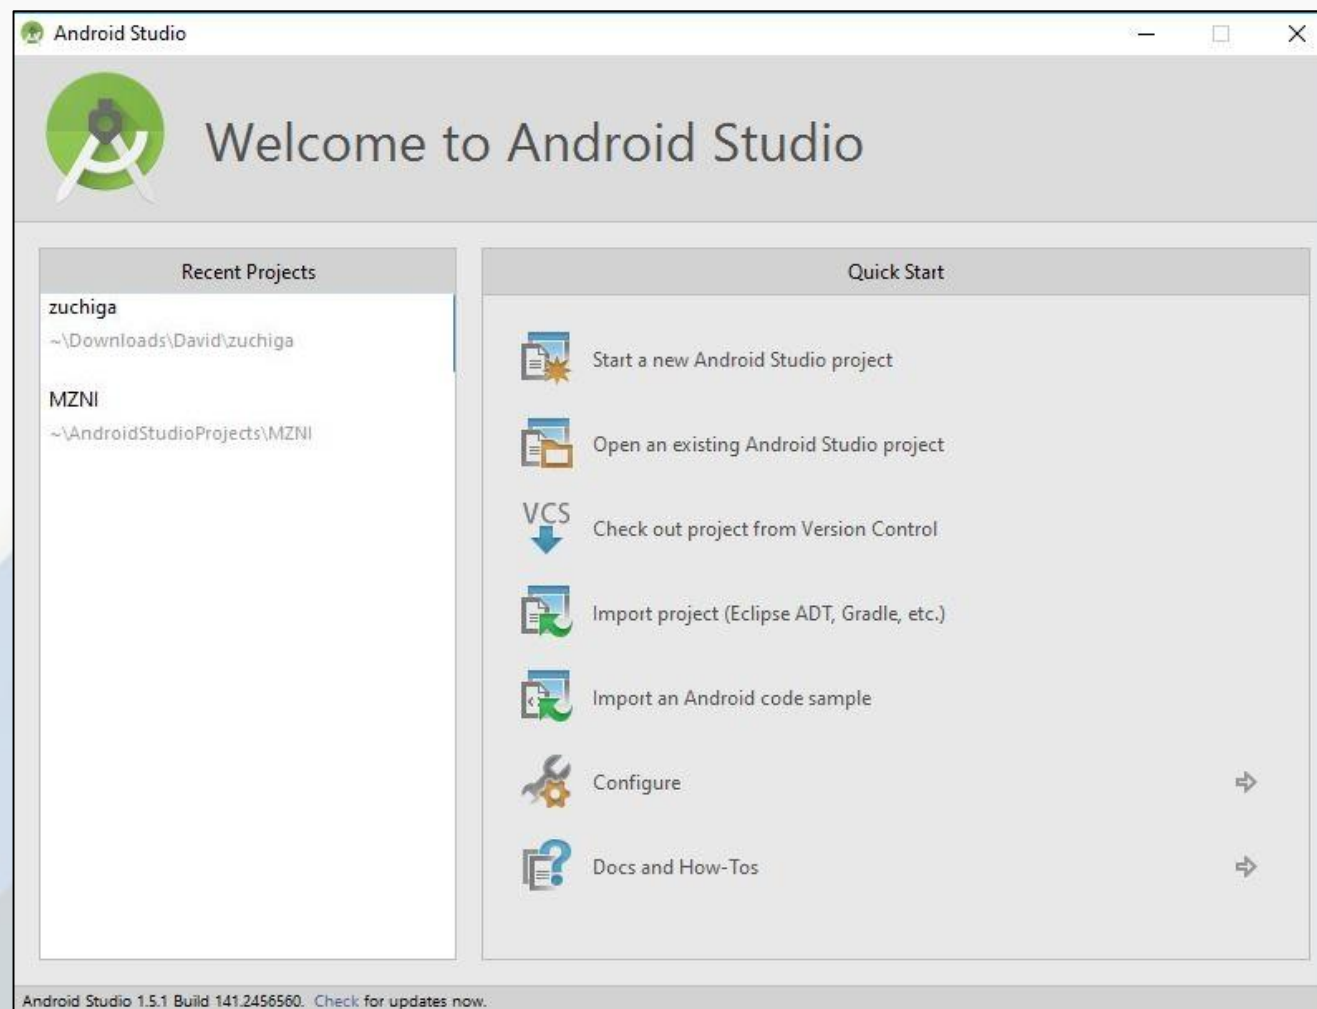 Android Studio
Welcome to Android Studio
Recent Projects
zuchiga
~\Downloads\David\zuchiga
MZNI
~\AndroidStudioProjects\MZNI
Quick Start
Start a new Android Studio project
Open an existing Android Studio project
VCS
Check out project from Version Control
Import project (Eclipse ADT, Gradle, etc.)
Import an Android code sample
Configure
Docs and How-Tos
Android Studio 1.5.1 Build 141.2456560. Check for updates now.